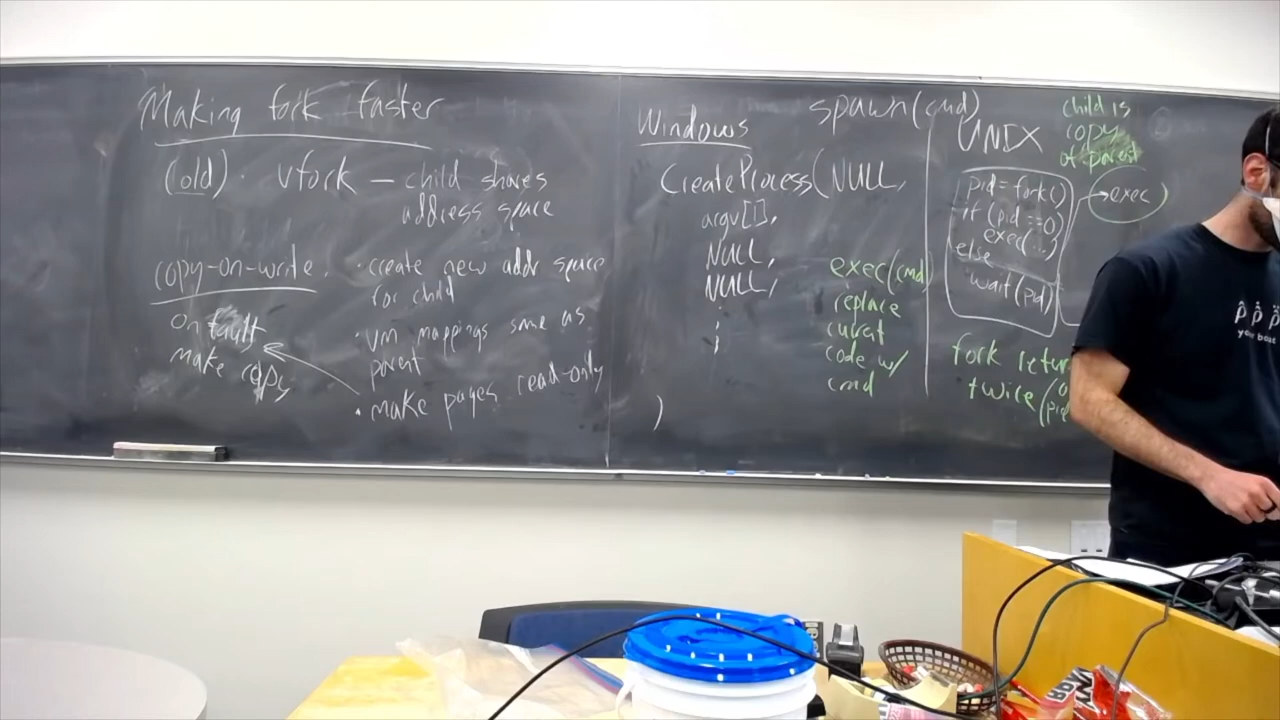 Making fork faster
(old) · vfork – child shares
address space
copy-on-write.
· create new addr space
for child
· VM mappings same as
parent
· make pages read-only
on fault
make copy
Windows
CreateProcess(NULL,
argv[1],
NULL,
NULL,
)
spawn(cmd)
exec(cmd)
replace
code w/
cmd
UNIX
child is
copy
of parent
pid = fork()
if (pid ==0)
exec(...)
else
wait(pid)
→exec
fork retur
twice
p̂ p̂ p̂